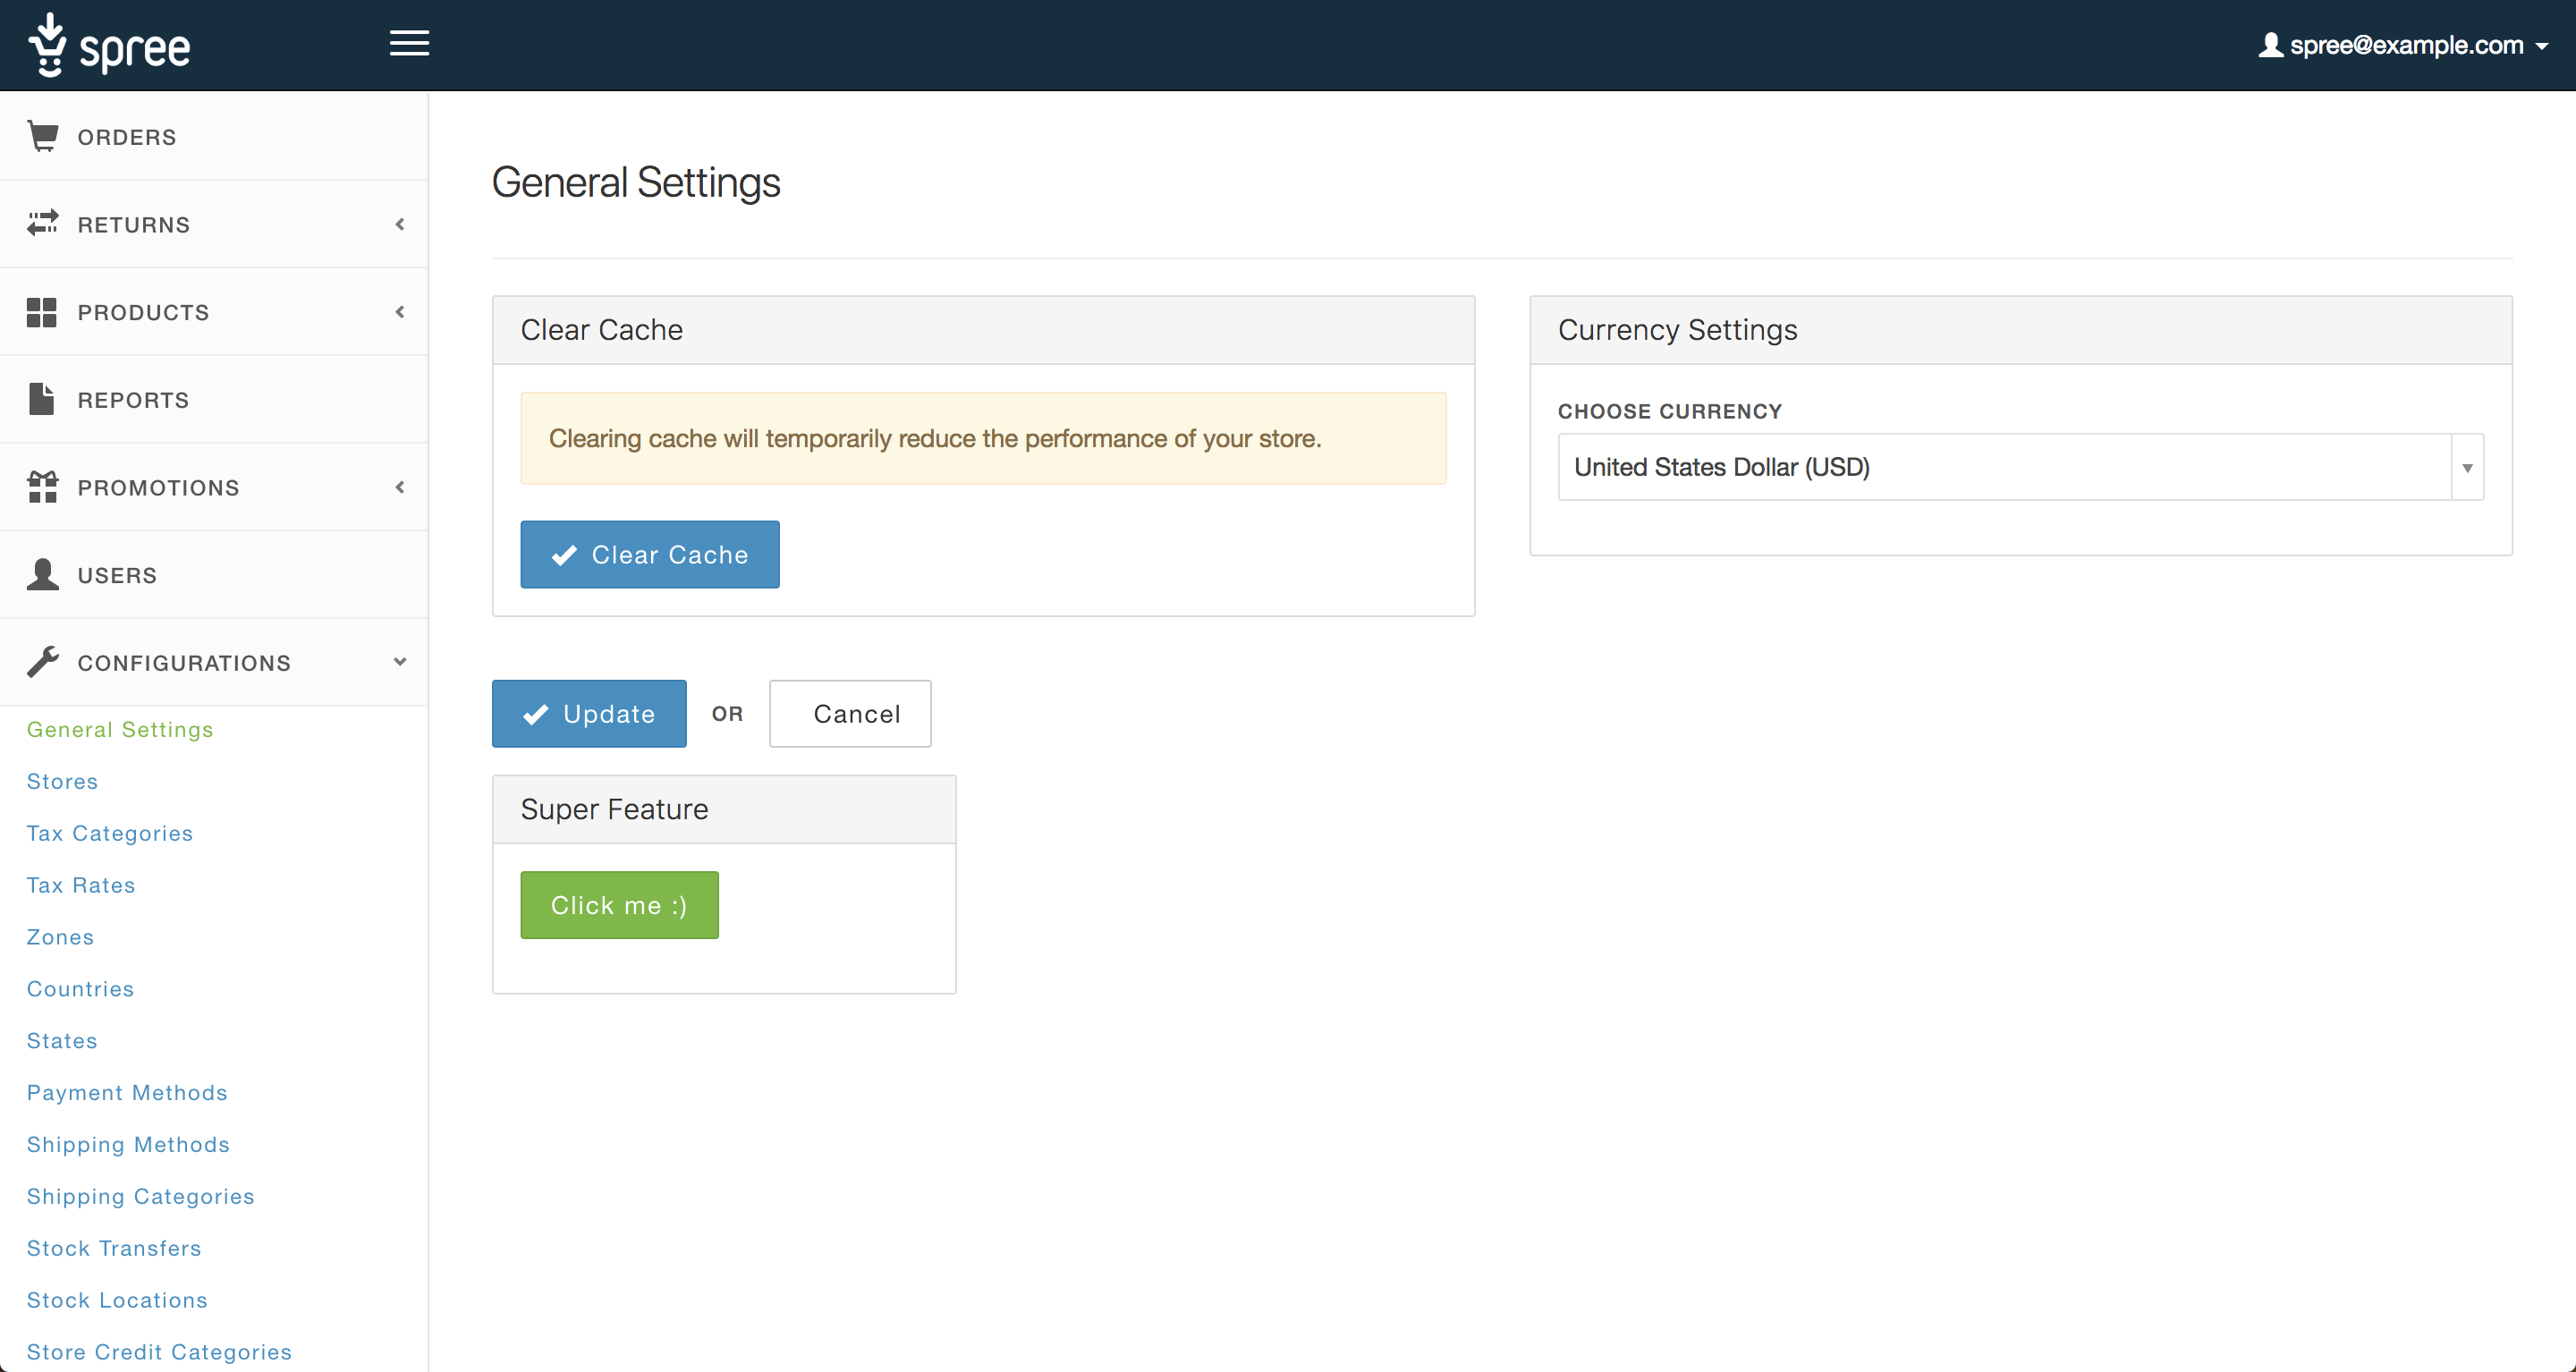 spree
spree@example.com
ORDERS
RETURNS
PRODUCTS
REPORTS
PROMOTIONS
USERS
CONFIGURATIONS
General Settings
Stores
Tax Categories
Tax Rates
Zones
Countries
States
Payment Methods
Shipping Methods
Shipping Categories
Stock Transfers
Stock Locations
Store Credit Categories
General Settings
Clear Cache
Clearing cache will temporarily reduce the performance of your store.
Clear Cache
Currency Settings
CHOOSE CURRENCY
United States Dollar (USD)
Update OR Cancel
Super Feature
Click me :)